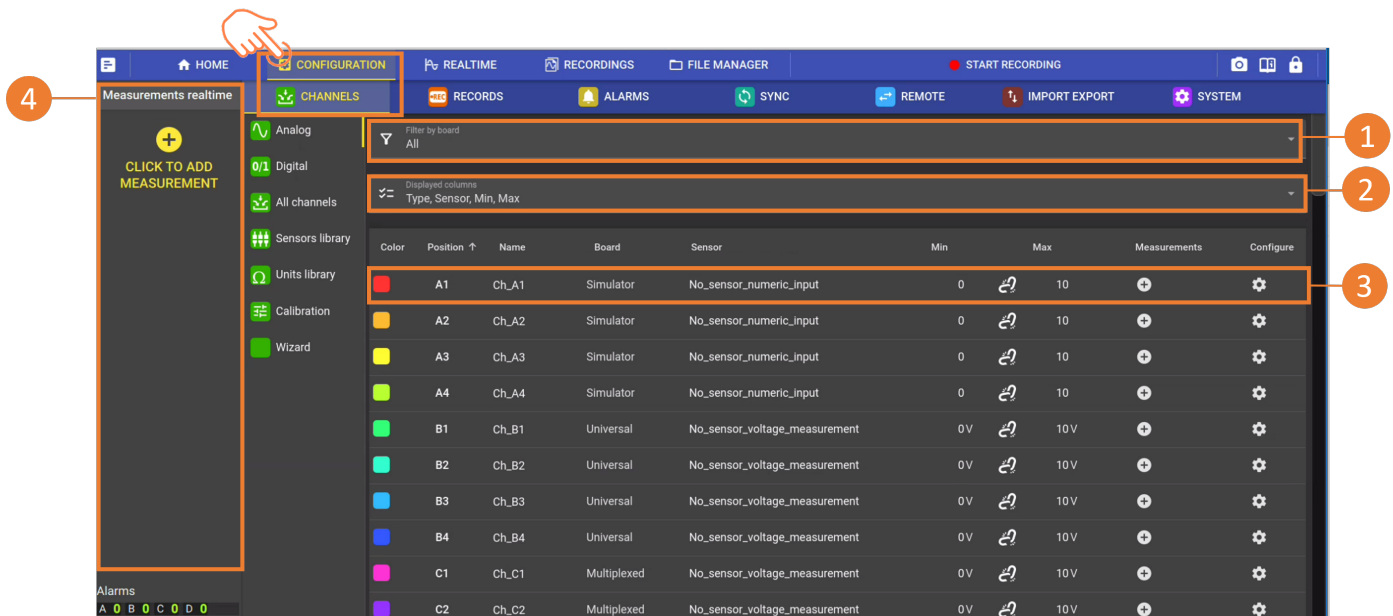 HOME
CONFIGURATION
REALTIME
RECORDINGS
FILE MANAGER
START RECORDING
4
Measurements realtime
CHANNELS
REC RECORDS
ALARMS
SYNC
REMOTE
IMPORT EXPORT
SYSTEM
CLICK TO ADD
MEASUREMENT
Analog
0/1 Digital
All channels
Sensors library
Ω Units library
Calibration
Wizard
Filter by board
All
1
Displayed columns
Type, Sensor, Min, Max
2
Color Position ↑ Name Board Sensor Min Max Measurements Configure
A1 Ch_A1 Simulator No_sensor_numeric_input 0 10
3
A2 Ch_A2 Simulator No_sensor_numeric_input 0 10
A3 Ch_A3 Simulator No_sensor_numeric_input 0 10
A4 Ch_A4 Simulator No_sensor_numeric_input 0 10
B1 Ch_B1 Universal No_sensor_voltage_measurement 0 V 10 V
B2 Ch_B2 Universal No_sensor_voltage_measurement 0 V 10 V
B3 Ch_B3 Universal No_sensor_voltage_measurement 0 V 10 V
B4 Ch_B4 Universal No_sensor_voltage_measurement 0 V 10 V
C1 Ch_C1 Multiplexed No_sensor_voltage_measurement 0 V 10 V
C2 Ch_C2 Multiplexed No_sensor_voltage_measurement 0 V 10 V
Alarms
A 0 B 0 C 0 D 0